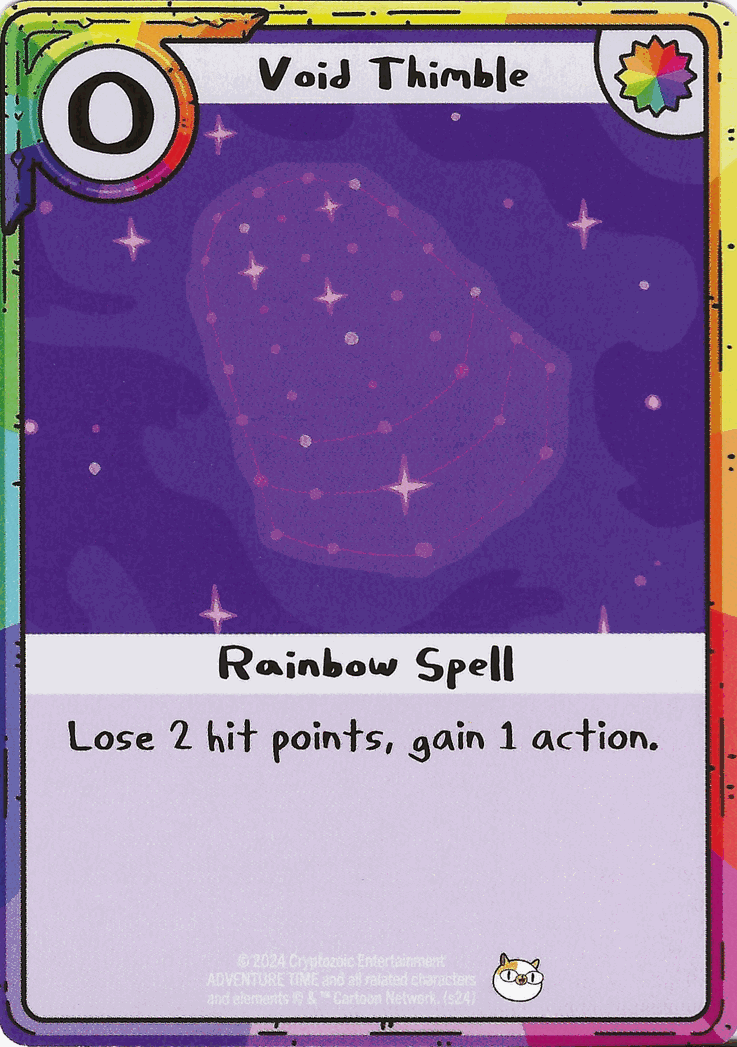 0
Void Thimble
Rainbow Spell
Lose 2 hit points, gain 1 action.
© 2024 Cryptozoic Entertainment
ADVENTURE TIME and all related characters
and elements © & ™ Cartoon Network. (s24)